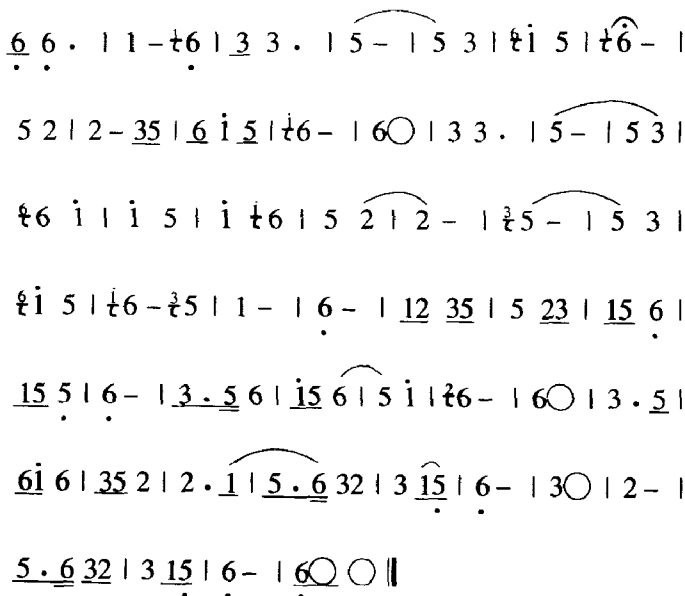 6̣ 6̣ · | 1 - 6̣ | 3 3 · | 5 - | 5 3 | i̇ 5 | 6 - |
5 2 | 2 - 35 | 6 i̇ 5 | 6 - | 6○ | 3 3 · | 5 - | 5 3 |
6 i̇ | i̇ 5 | i̇ 6 | 5 2 | 2 - | 5 - | 5 3 |
i̇ 5 | 6 - 5 | 1 - | 6̣ - | 12 35 | 5 23 | 15 6̣ |
15 5̣ | 6̣ - | 3 · 5 6 | i̇5 6 | 5 i̇ | 6 - | 6○ | 3 · 5 |
6i̇ 6 | 35 2 | 2 · 1 | 5 · 6 32 | 3 15̣ | 6̣ - | 3○ | 2 - |
5 · 6 32 | 3 15̣ | 6̣ - | 6̣○ ○ ‖